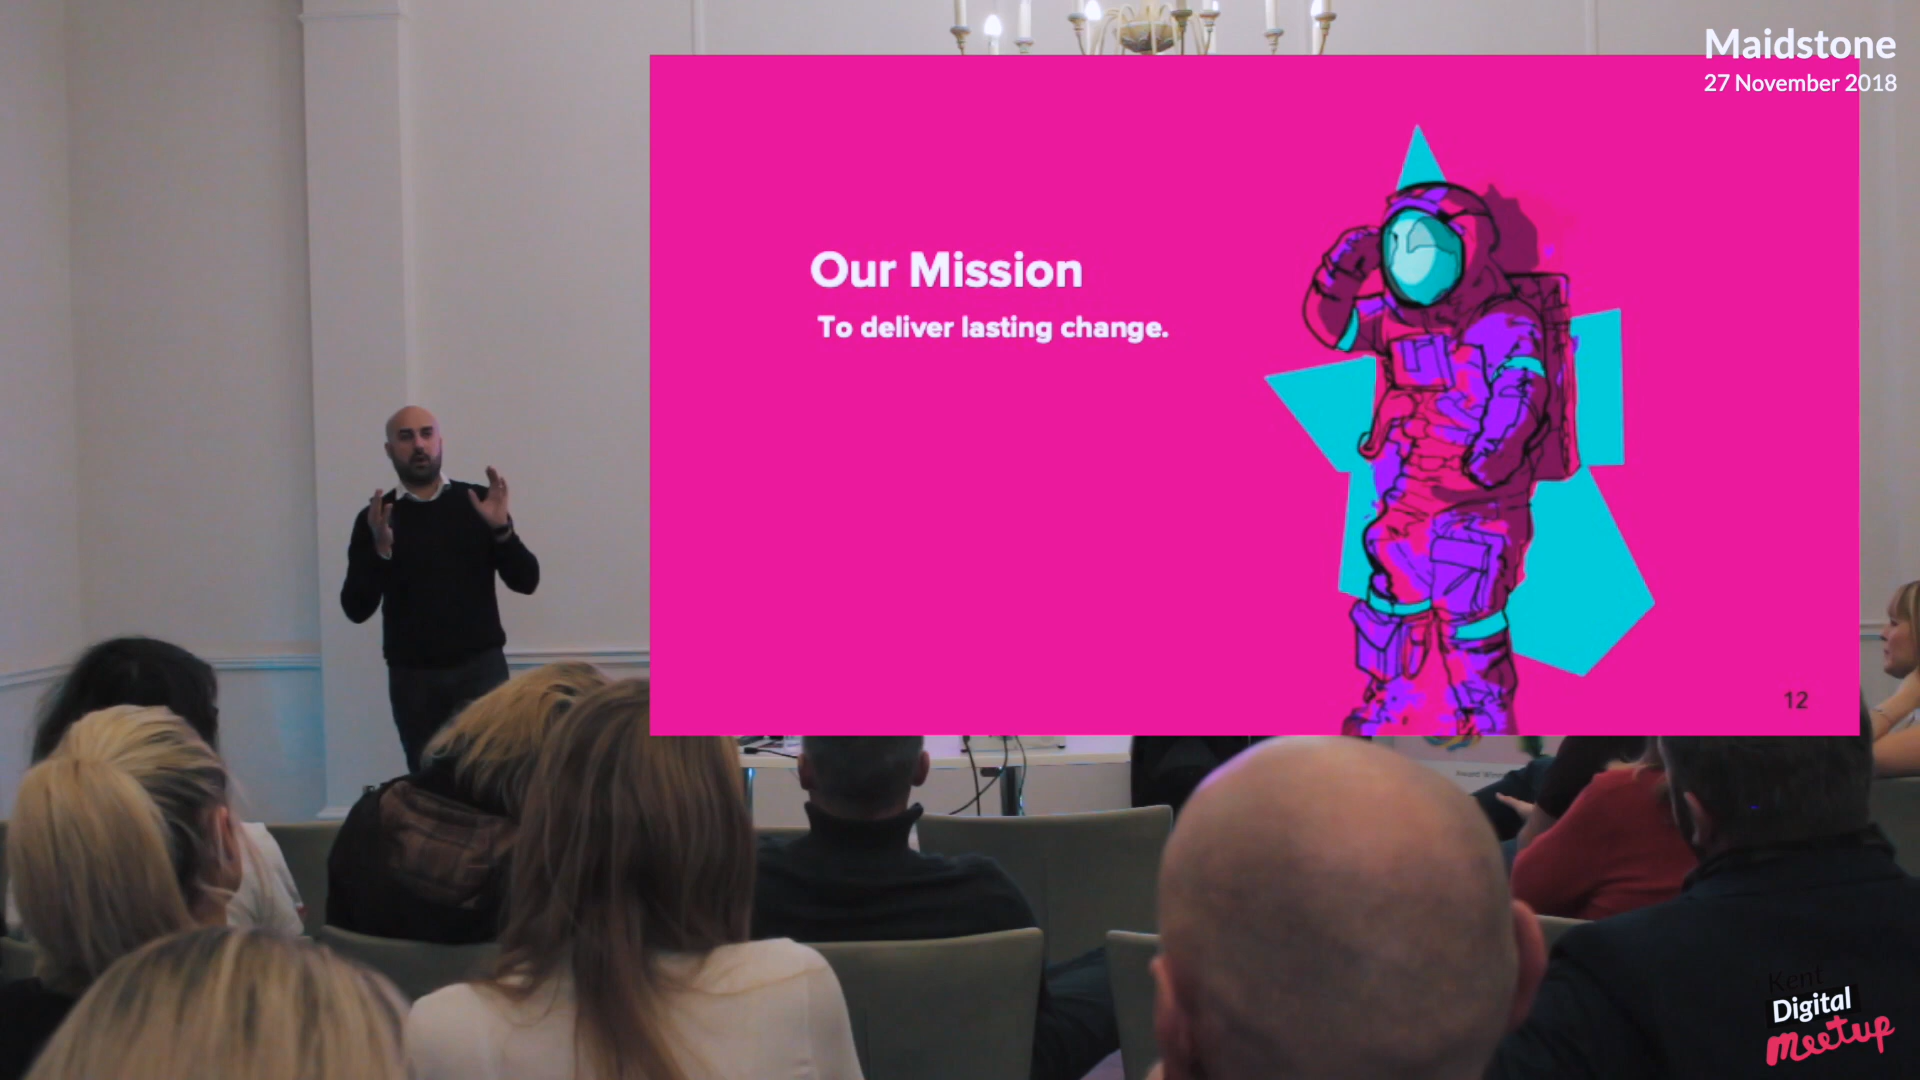 Maidstone
27 November 2018
Our Mission
To deliver lasting change.
12
Kent
Digital
meetup